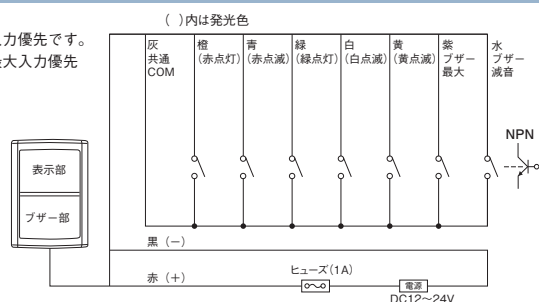 ( )内は発光色
入力優先です。
最大入力優先
灰
共通
COM
橙
(赤点灯)
青
(赤点滅)
緑
(緑点灯)
白
(白点滅)
黄
(黄点滅)
紫
ブザー
最大
水
ブザー
減音
NPN
表示部
ブザー部
黒(−)
赤(+)
ヒューズ(1A)
電源
DC12~24V